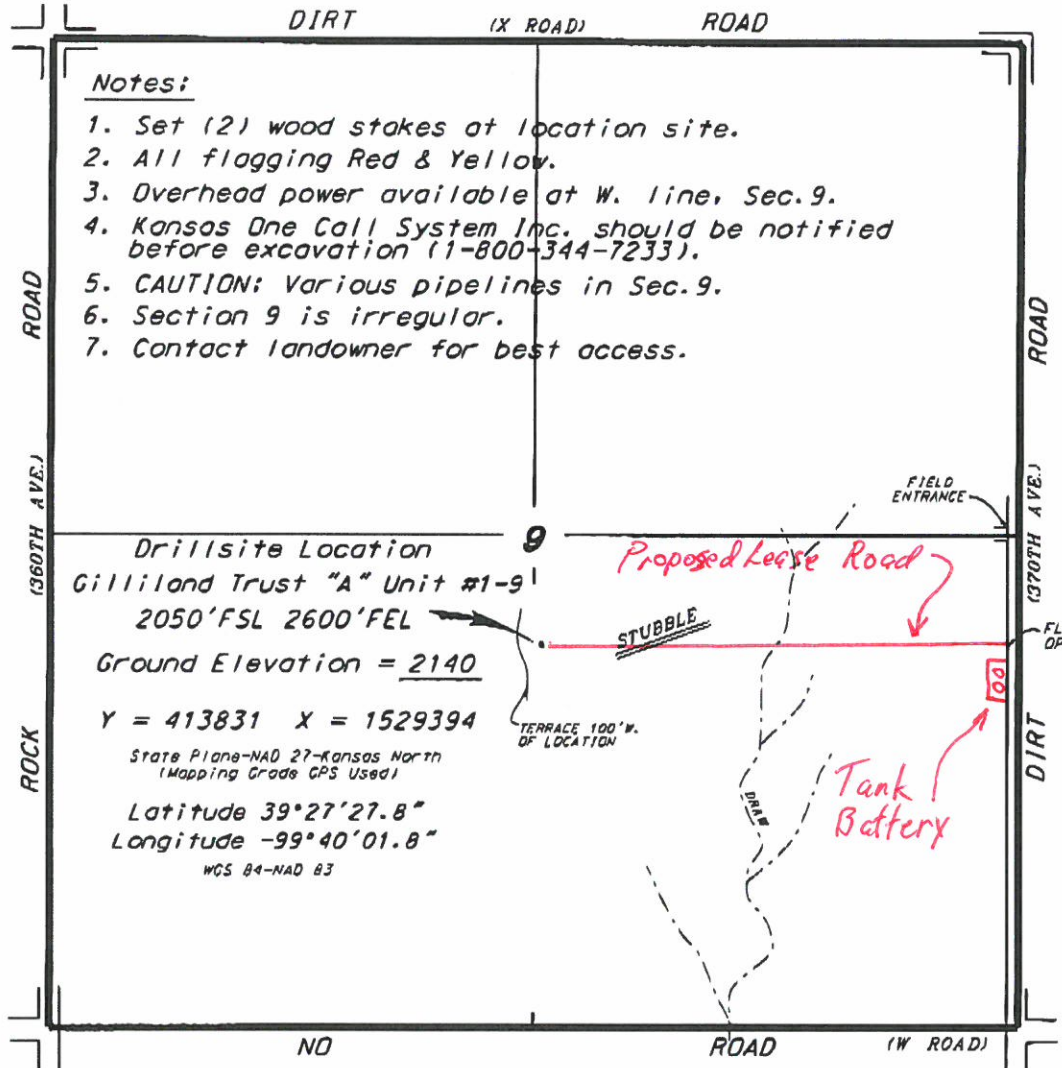 DIRT (X ROAD) ROAD
Notes:
1. Set (2) wood stakes at location site.
2. All flagging Red & Yellow.
3. Overhead power available at W. line, Sec. 9.
4. Kansas One Call System Inc. should be notified
before excavation (1-800-344-7233).
5. CAUTION: Various pipelines in Sec. 9.
6. Section 9 is irregular.
7. Contact landowner for best access.
ROAD
ROAD
(360TH AVE.)
(370TH AVE.)
FIELD
ENTRANCE
9
Drillsite Location
Gilliland Trust "A" Unit #1-9
2050'FSL 2600'FEL
Ground Elevation = 2140
Y = 413831 X = 1529394
State Plane-NAD 27-Kansas North
(Mapping Grade GPS Used)
Latitude 39°27'27.8"
Longitude -99°40'01.8"
WGS 84-NAD 83
Proposed Lease Road
STUBBLE
TERRACE 100'W.
OF LOCATION
DRAW
Tank
Battery
ROCK
DIRT
NO ROAD (W ROAD)